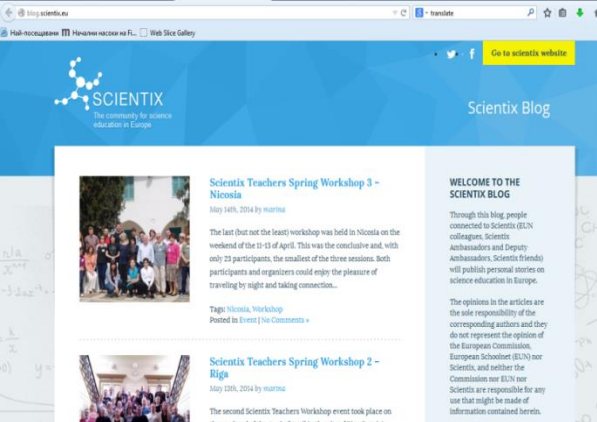 blog.scientix.eu
translate
Най-посещавани
Начални насоки на Fi...
Web Slice Gallery
Go to scientix website
SCIENTIX
The community for science
education in Europe
Scientix Blog
Scientix Teachers Spring Workshop 3 –
Nicosia
May 14th, 2014 by marina
The last (but not the least) workshop was held in Nicosia on the
weekend of the 11-13 of April. This was the conclusive and, with
only 23 participants, the smallest of the three sessions. Both
participants and organizers could enjoy the pleasure of
traveling by night and taking connection...
Tags: Nicosia, Workshop
Posted in Event | No Comments »
Scientix Teachers Spring Workshop 2 –
Riga
May 13th, 2014 by marina
The second Scientix Teachers Workshop event took place on
WELCOME TO THE
SCIENTIX BLOG
Through this blog, people
connected to Scientix (EUN
colleagues, Scientix
Ambassadors and Deputy
Ambassadors, Scientix friends)
will publish personal stories on
science education in Europe.
The opinions in the articles are
the sole responsibility of the
corresponding authors and they
do not represent the opinion of
the European Commission,
European Schoolnet (EUN) nor
Scientix, and neither the
Commission nor EUN nor
Scientix are responsible for any
use that might be made of
information contained herein.